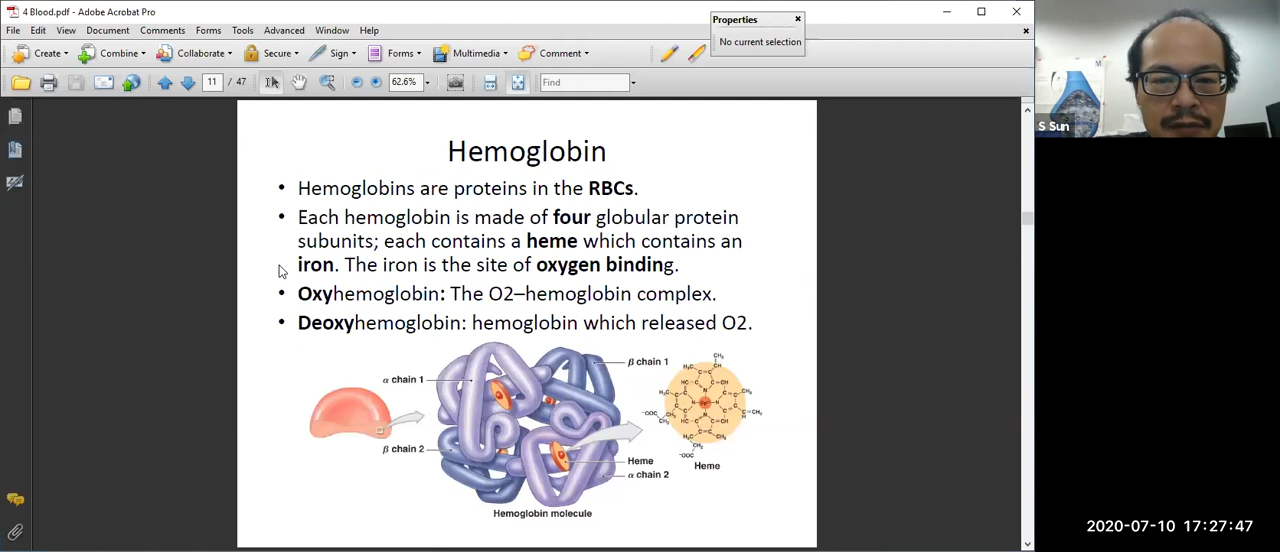 4 Blood.pdf - Adobe Acrobat Pro
File Edit View Document Comments Forms Tools Advanced Window Help
Properties
No current selection
Create Combine Collaborate Secure Sign Forms Multimedia Comment
11 / 47 62.6% Find
Hemoglobin
• Hemoglobins are proteins in the RBCs.
• Each hemoglobin is made of four globular protein
subunits; each contains a heme which contains an
iron. The iron is the site of oxygen binding.
• Oxyhemoglobin: The O2–hemoglobin complex.
• Deoxyhemoglobin: hemoglobin which released O2.
α chain 1
β chain 1
β chain 2
Heme
α chain 2
Hemoglobin molecule
Heme
S Sun
2020-07-10 17:27:47